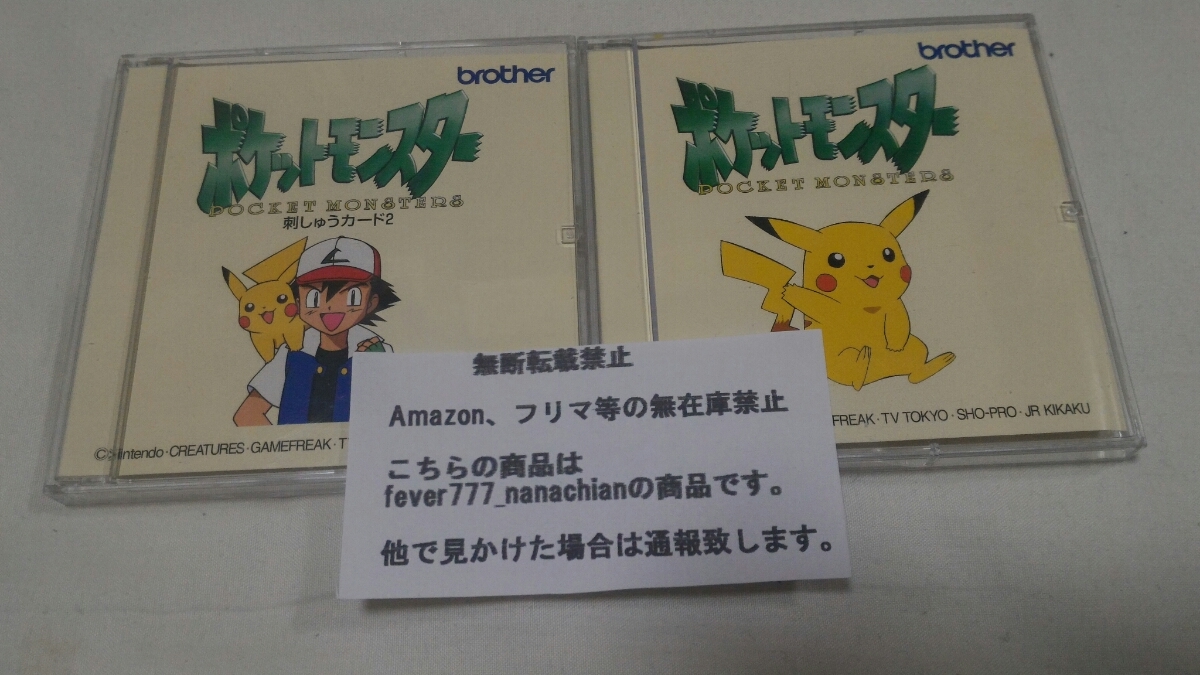 brother
ポケットモンスター
POCKET MONSTERS
刺しゅうカード2
Nintendo・CREATURES・GAMEFREAK・T
brother
ポケットモンスター
POCKET MONSTERS
FREAK・TV TOKYO・SHO-PRO・JR KIKAKU
無断転載禁止
Amazon、フリマ等の無在庫禁止
こちらの商品は
fever777_nanachianの商品です。
他で見かけた場合は通報致します。